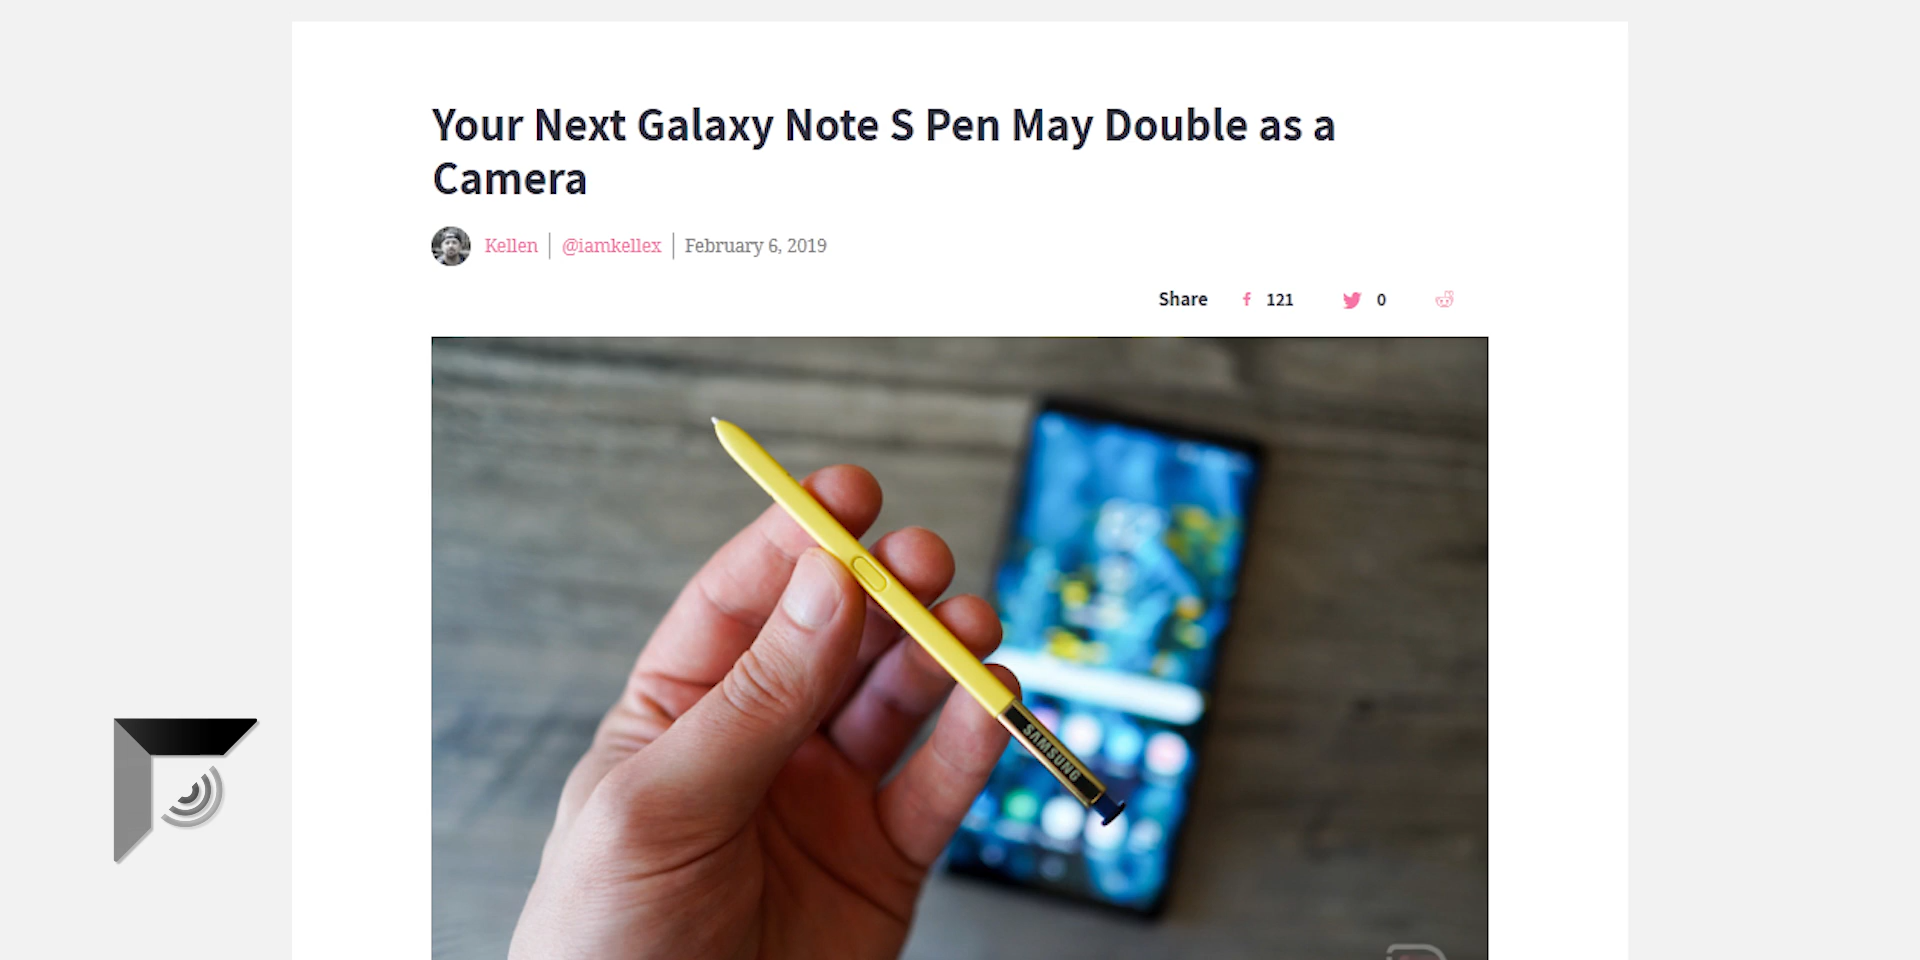 Your Next Galaxy Note S Pen May Double as a
Camera
Kellen | @iamkellex | February 6, 2019
Share 121 0
SAMSUNG